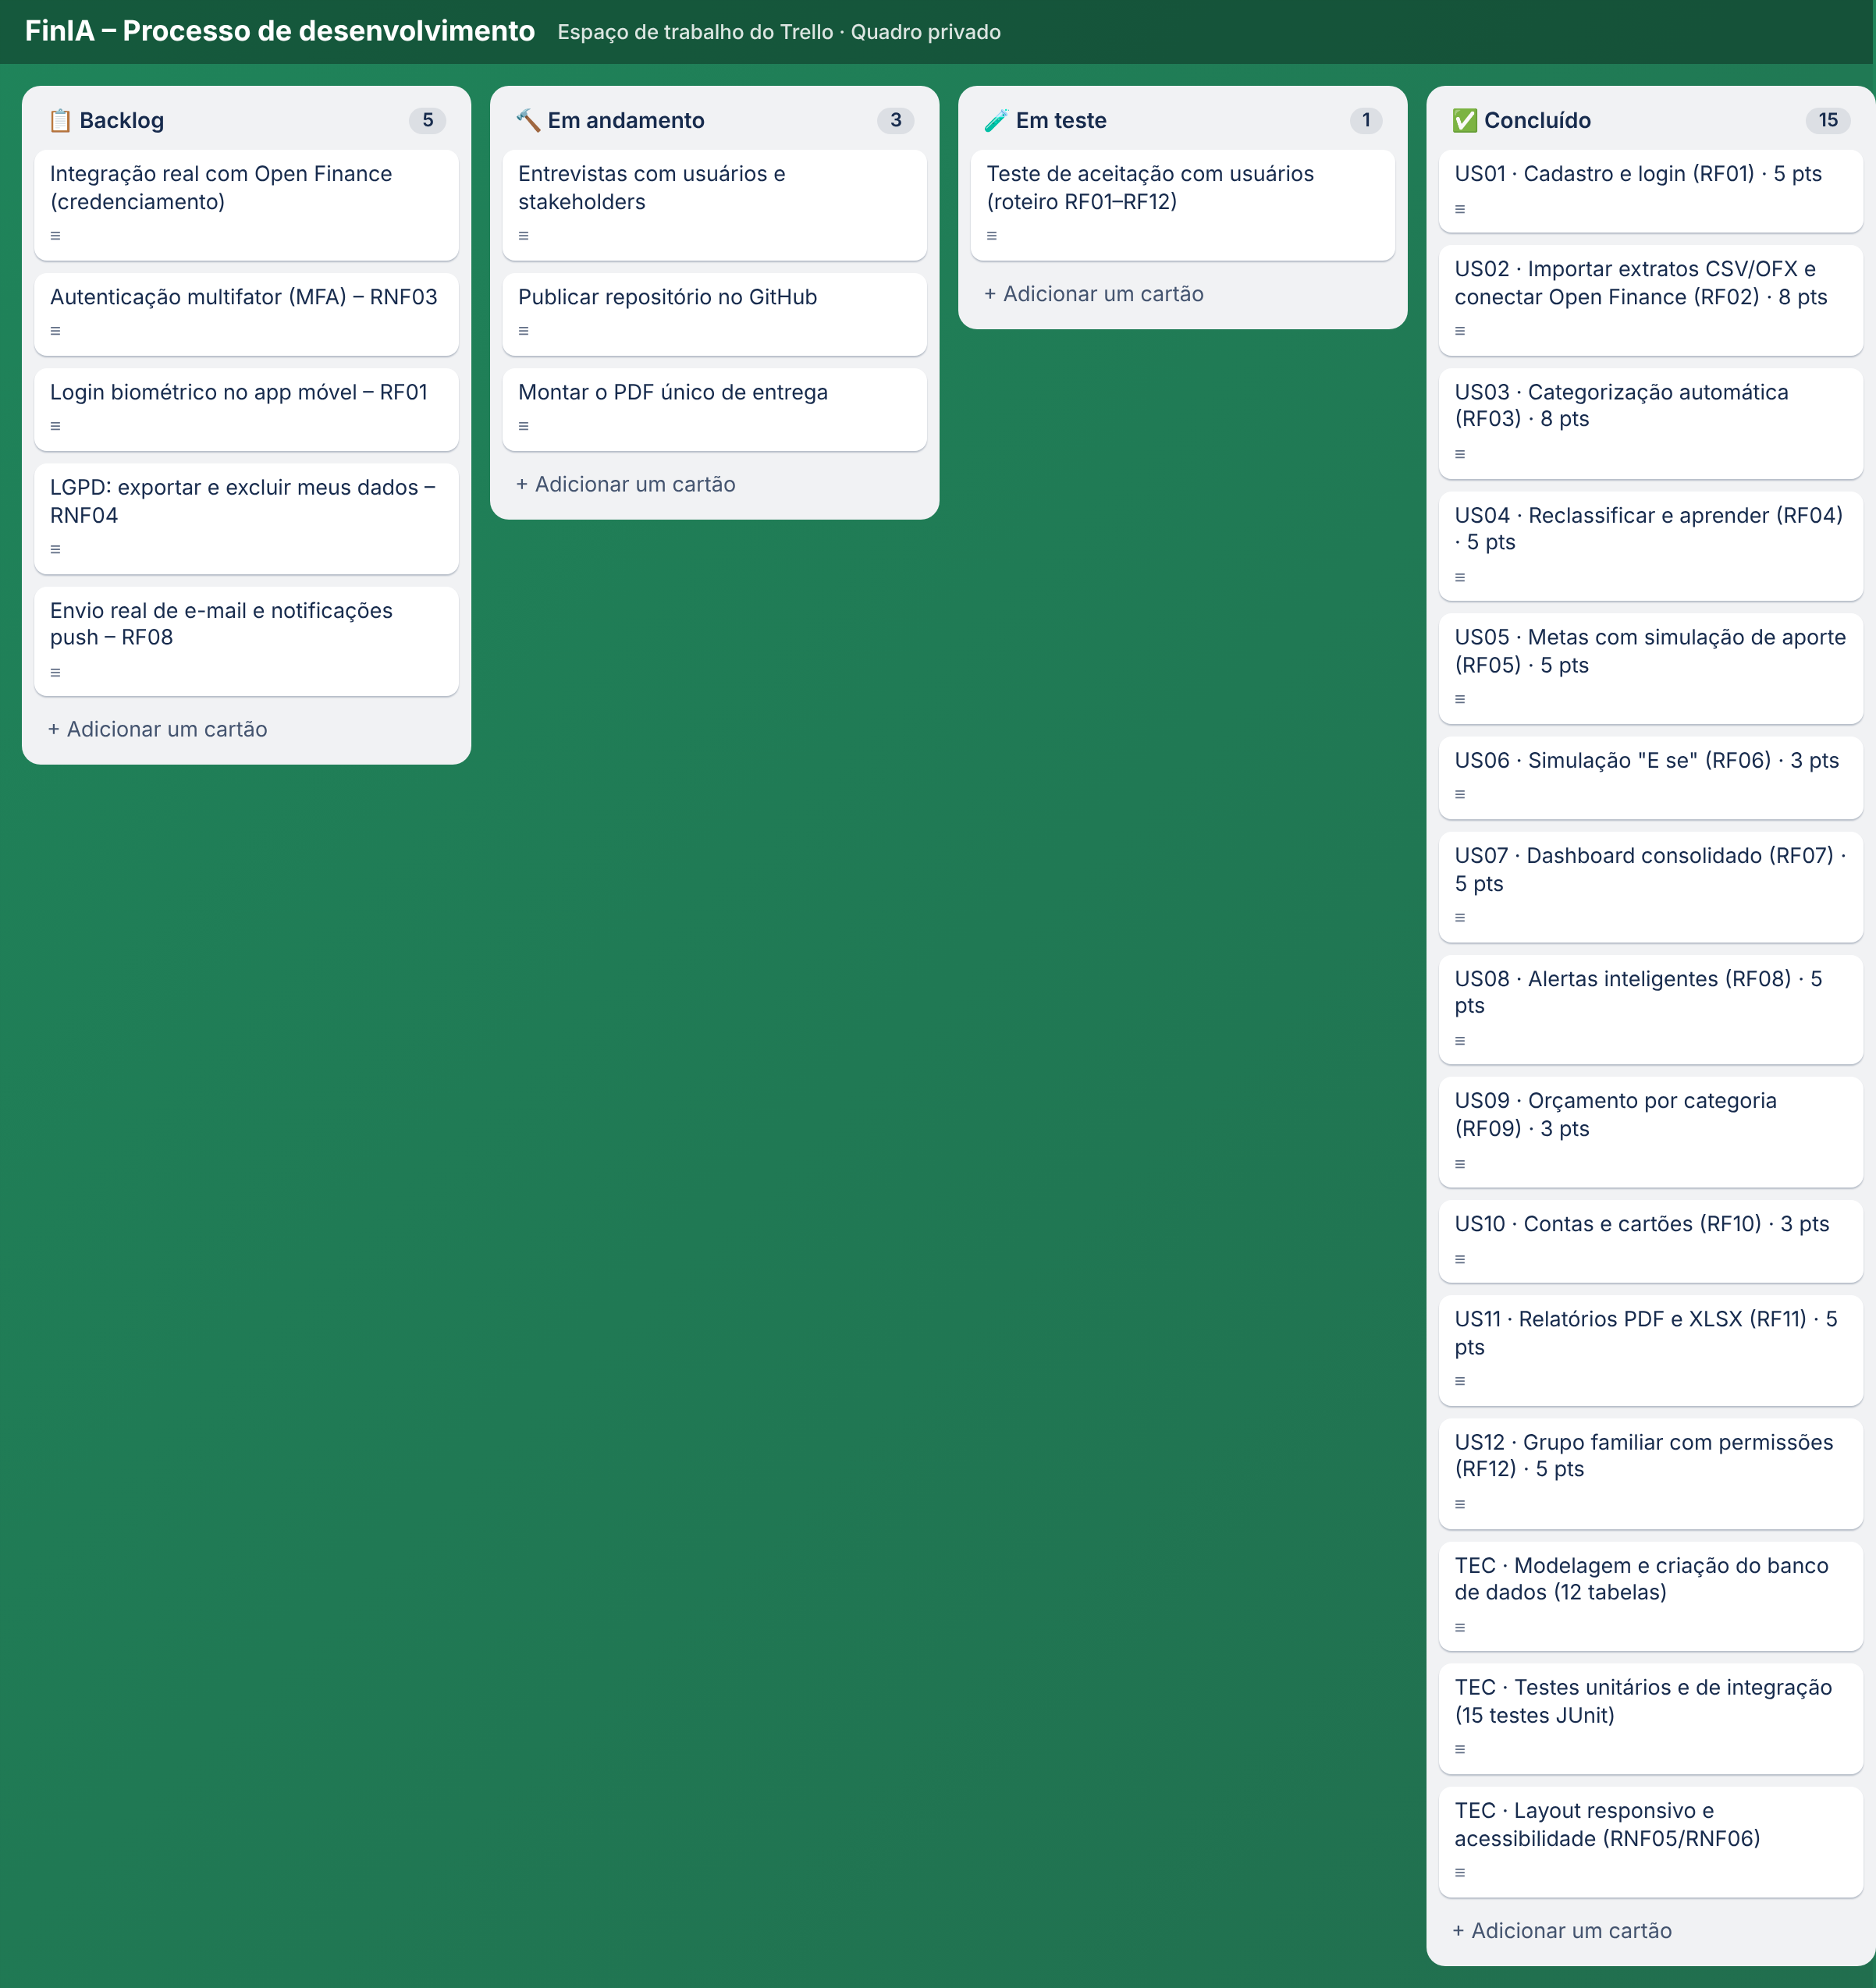 FinIA – Processo de desenvolvimento
Espaço de trabalho do Trello · Quadro privado
📋 Backlog
5
Integração real com Open Finance
(credenciamento)
≡
Autenticação multifator (MFA) – RNF03
≡
Login biométrico no app móvel – RF01
≡
LGPD: exportar e excluir meus dados –
RNF04
≡
Envio real de e-mail e notificações
push – RF08
≡
+ Adicionar um cartão
🔨 Em andamento
3
Entrevistas com usuários e
stakeholders
≡
Publicar repositório no GitHub
≡
Montar o PDF único de entrega
≡
+ Adicionar um cartão
🧪 Em teste
1
Teste de aceitação com usuários
(roteiro RF01–RF12)
≡
+ Adicionar um cartão
✅ Concluído
15
US01 · Cadastro e login (RF01) · 5 pts
≡
US02 · Importar extratos CSV/OFX e
conectar Open Finance (RF02) · 8 pts
≡
US03 · Categorização automática
(RF03) · 8 pts
≡
US04 · Reclassificar e aprender (RF04)
· 5 pts
≡
US05 · Metas com simulação de aporte
(RF05) · 5 pts
≡
US06 · Simulação "E se" (RF06) · 3 pts
≡
US07 · Dashboard consolidado (RF07) ·
5 pts
≡
US08 · Alertas inteligentes (RF08) · 5
pts
≡
US09 · Orçamento por categoria
(RF09) · 3 pts
≡
US10 · Contas e cartões (RF10) · 3 pts
≡
US11 · Relatórios PDF e XLSX (RF11) · 5
pts
≡
US12 · Grupo familiar com permissões
(RF12) · 5 pts
≡
TEC · Modelagem e criação do banco
de dados (12 tabelas)
≡
TEC · Testes unitários e de integração
(15 testes JUnit)
≡
TEC · Layout responsivo e
acessibilidade (RNF05/RNF06)
≡
+ Adicionar um cartão